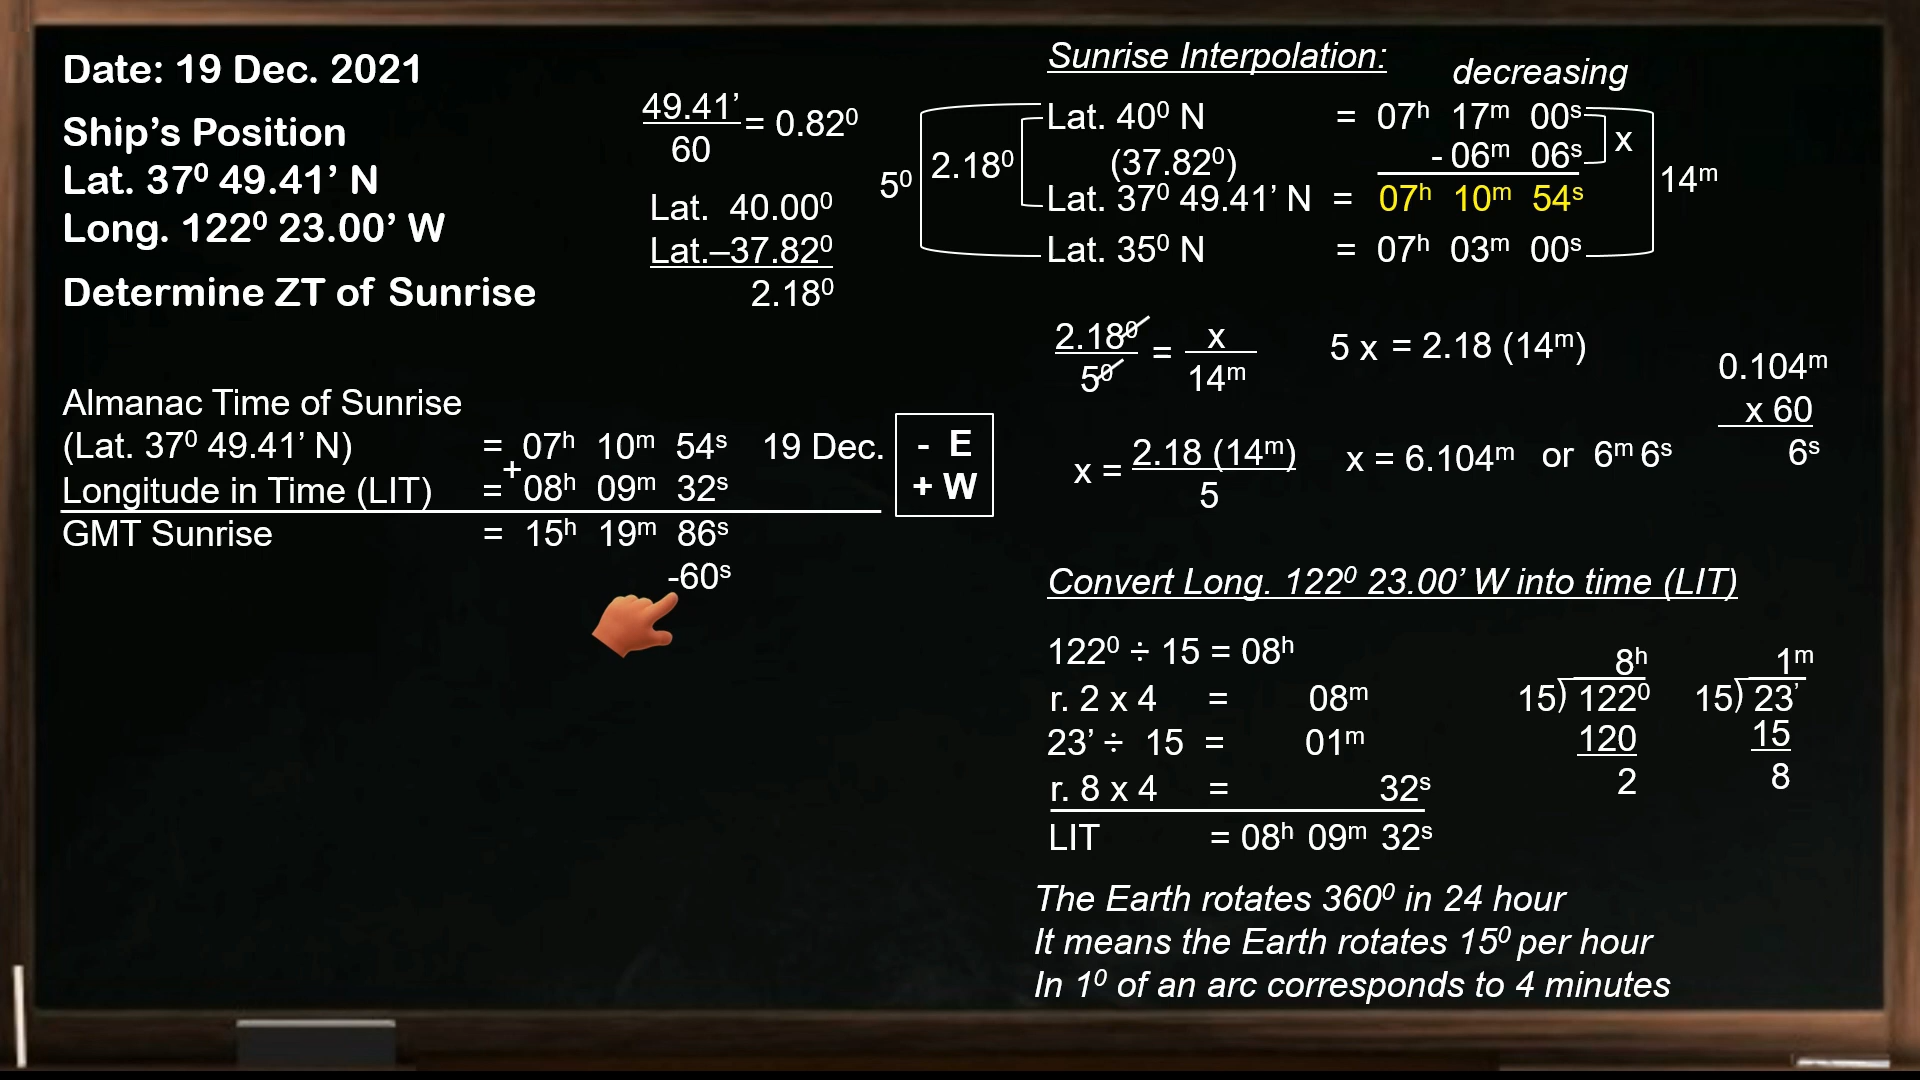 Date: 19 Dec. 2021
Ship’s Position
Lat. 37⁰ 49.41’ N
Long. 122⁰ 23.00’ W
Determine ZT of Sunrise
49.41’
60
= 0.82⁰
Lat. 40.00⁰
Lat.–37.82⁰
2.18⁰
Almanac Time of Sunrise
(Lat. 37⁰ 49.41’ N) = 07ʰ 10ᵐ 54ˢ 19 Dec.
Longitude in Time (LIT) = + 08ʰ 09ᵐ 32ˢ
GMT Sunrise = 15ʰ 19ᵐ 86ˢ
-60ˢ
- E
+ W
Sunrise Interpolation:
decreasing
Lat. 40⁰ N = 07ʰ 17ᵐ 00ˢ
(37.82⁰) - 06ᵐ 06ˢ
Lat. 37⁰ 49.41’ N = 07ʰ 10ᵐ 54ˢ
Lat. 35⁰ N = 07ʰ 03ᵐ 00ˢ
5⁰
2.18⁰
x
14ᵐ
2.18⁰
5⁰
=
x
14ᵐ
5 x = 2.18 (14ᵐ)
x =
2.18 (14ᵐ)
5
x = 6.104ᵐ or 6ᵐ 6ˢ
0.104ᵐ
x 60
6ˢ
Convert Long. 122⁰ 23.00’ W into time (LIT)
122⁰ ÷ 15 = 08ʰ
r. 2 x 4 = 08ᵐ
23’ ÷ 15 = 01ᵐ
r. 8 x 4 = 32ˢ
LIT = 08ʰ 09ᵐ 32ˢ
8ʰ
15) 122⁰
120
2
1ᵐ
15) 23’
15
8
The Earth rotates 360⁰ in 24 hour
It means the Earth rotates 15⁰ per hour
In 1⁰ of an arc corresponds to 4 minutes